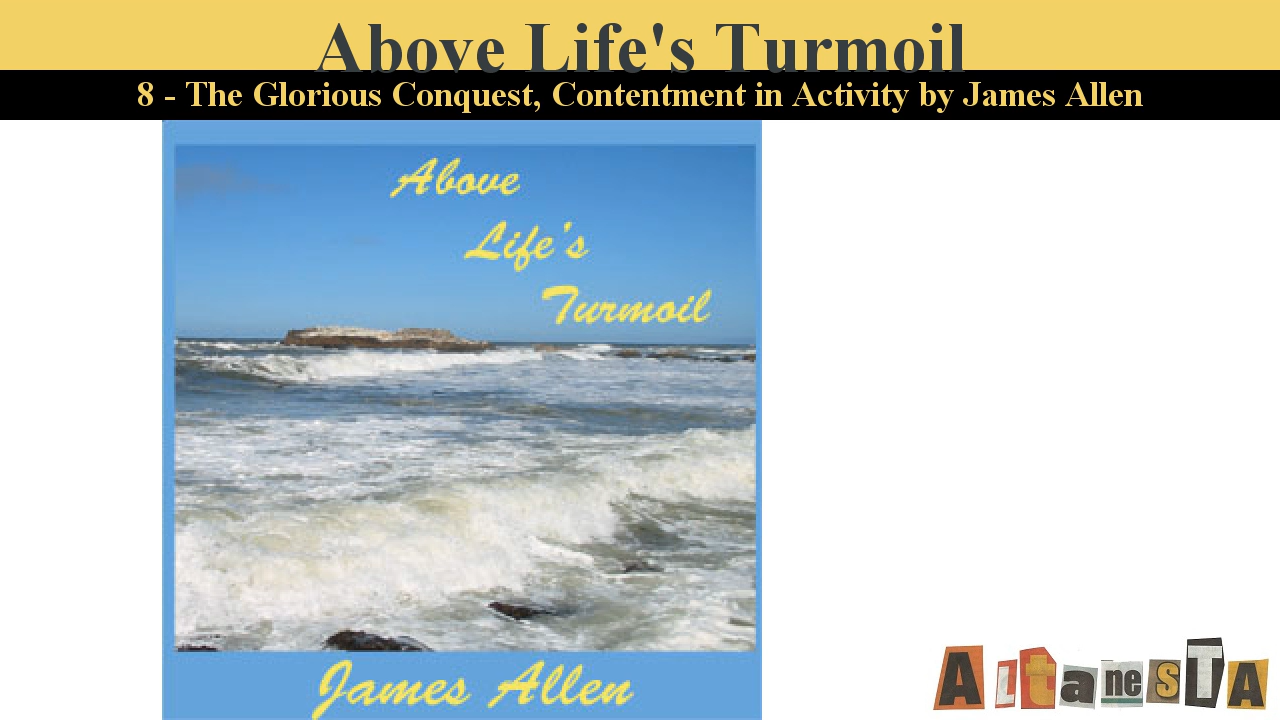 Above Life's Turmoil
8 - The Glorious Conquest, Contentment in Activity by James Allen
Above
Life's
Turmoil
James Allen
AltanesTA